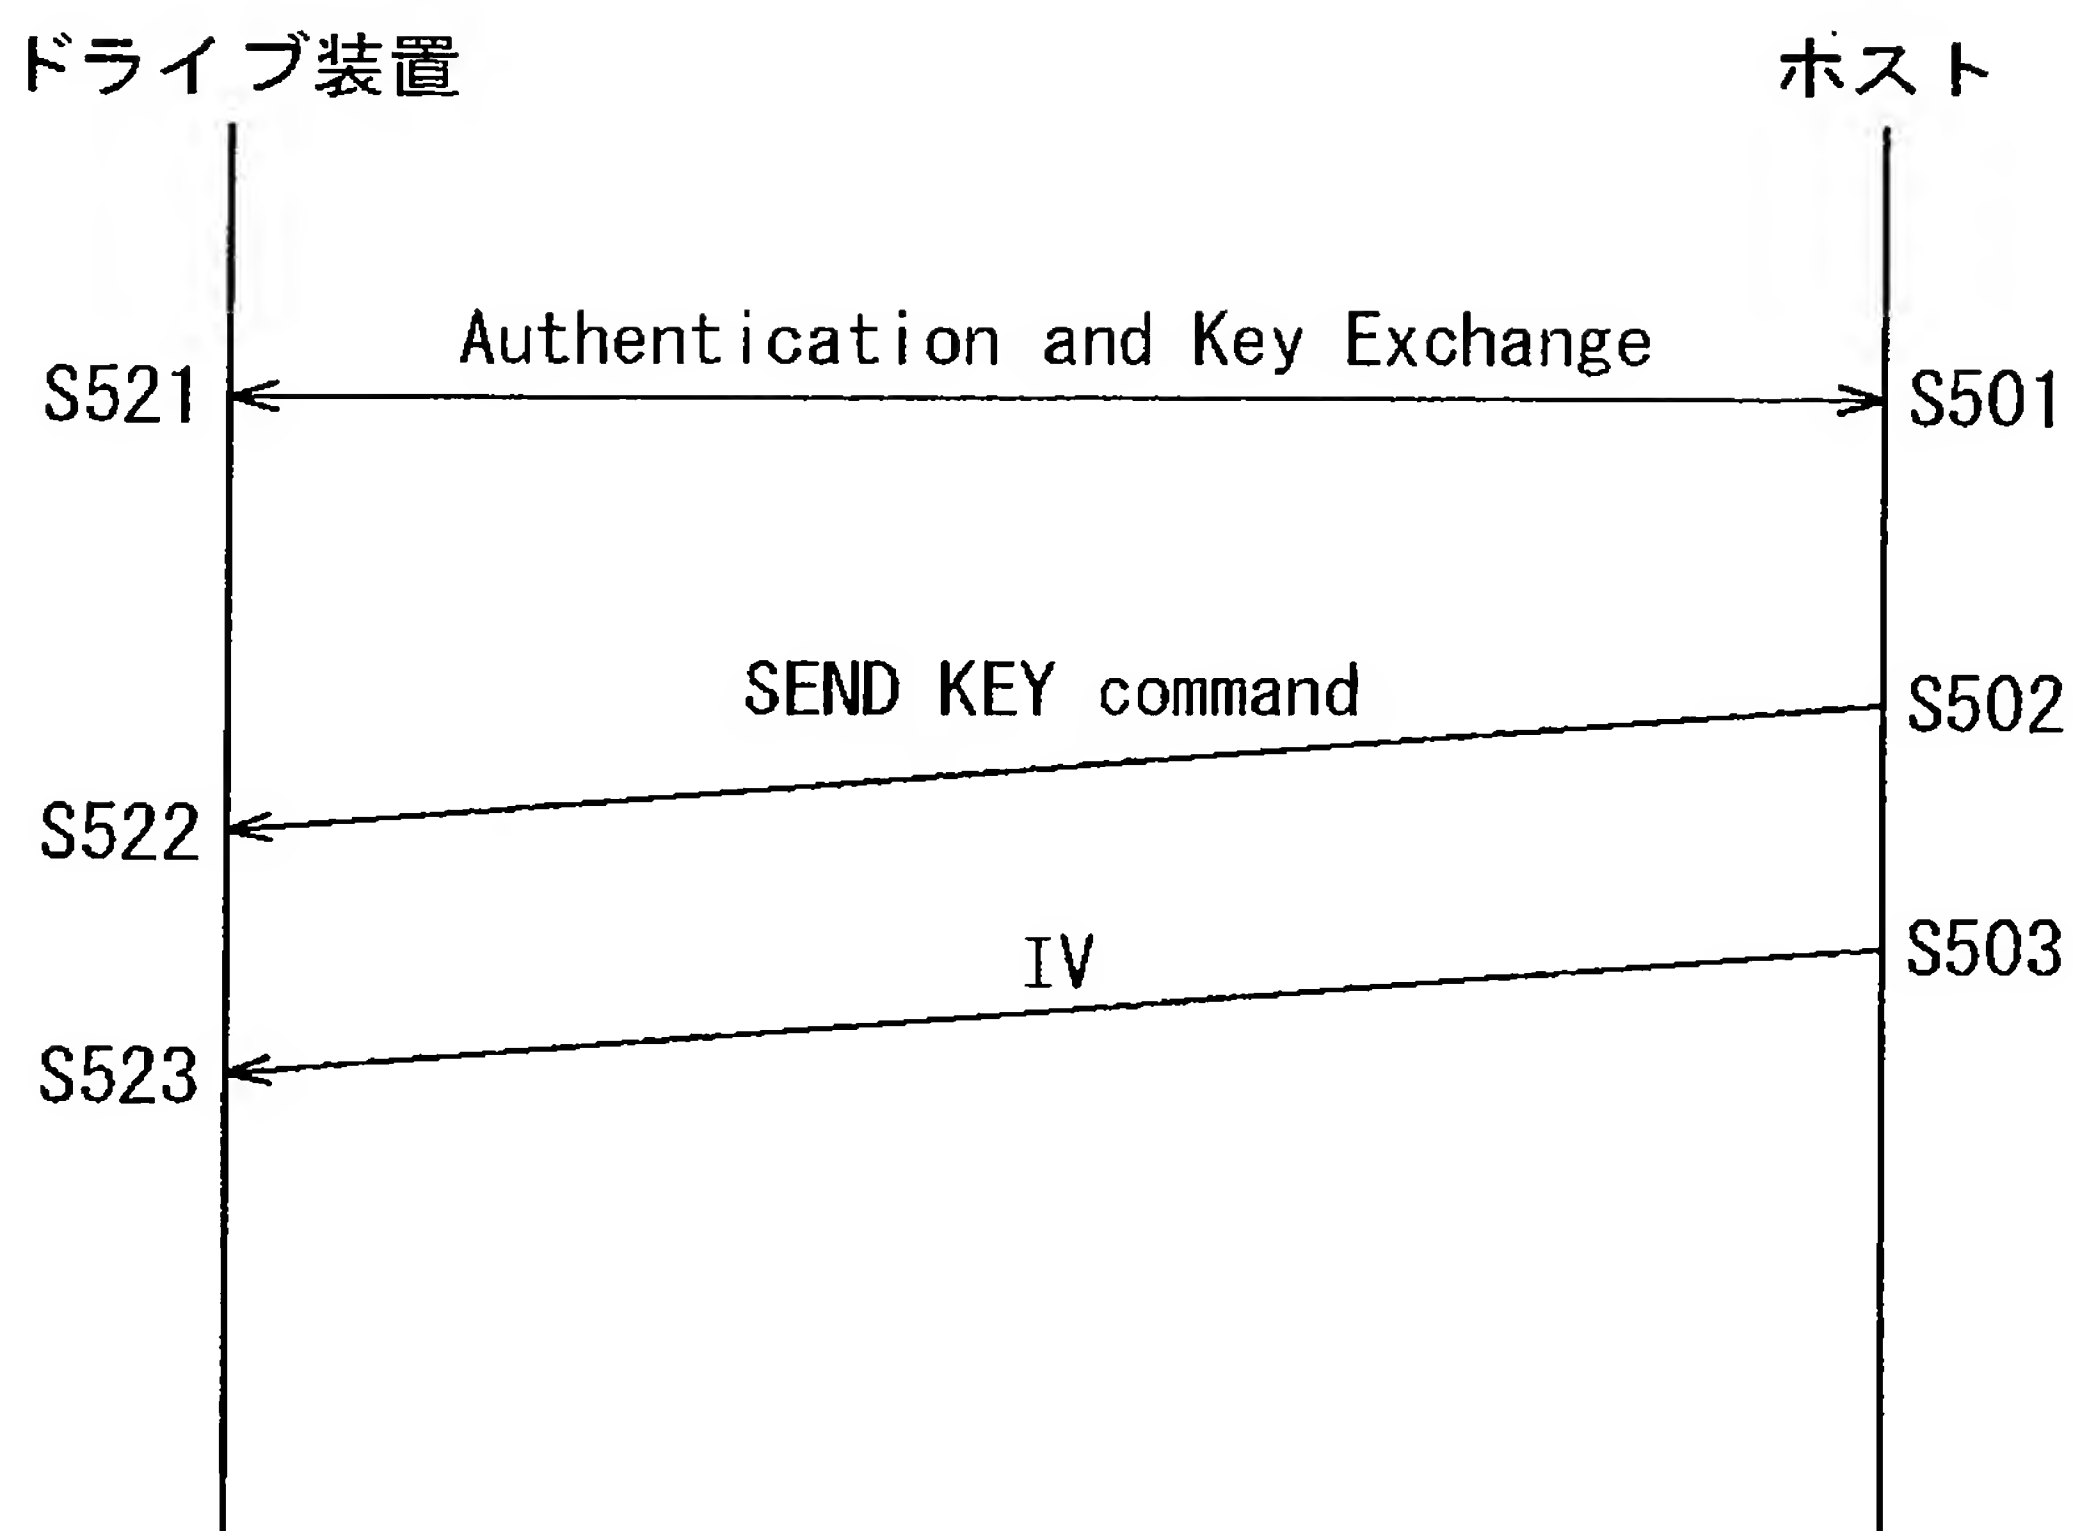 ドライブ装置
ホスト
Authentication and Key Exchange
S521
S501
SEND KEY command
S502
S522
IV
S503
S523